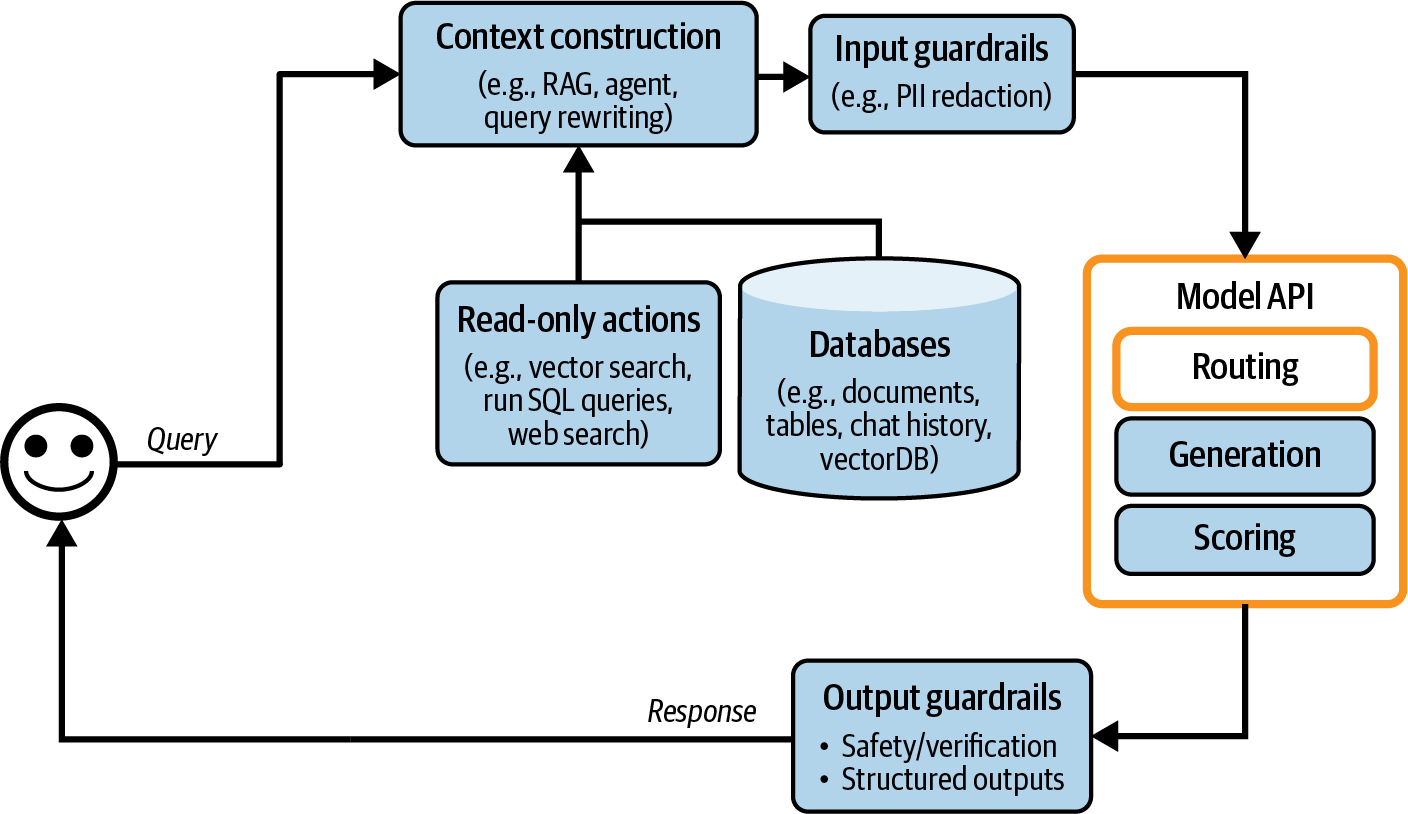 Context construction
(e.g., RAG, agent,
query rewriting)
Input guardrails
(e.g., PII redaction)
Read-only actions
(e.g., vector search,
run SQL queries,
web search)
Databases
(e.g., documents,
tables, chat history,
vectorDB)
Model API
Routing
Generation
Scoring
Query
Response
Output guardrails
• Safety/verification
• Structured outputs